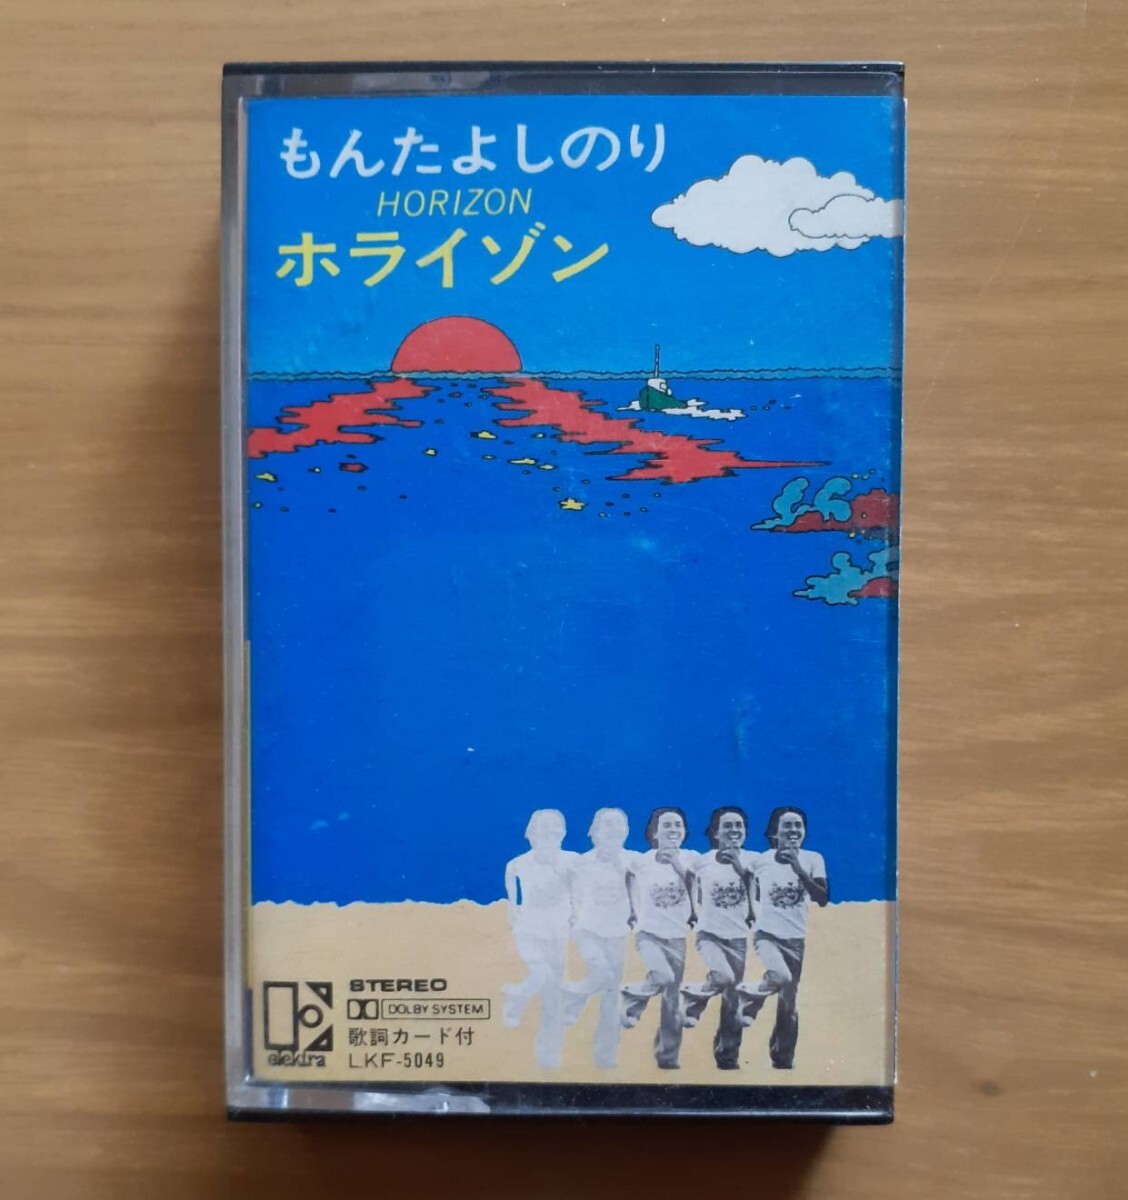 もんたよしのり
HORIZON
ホライゾン
STEREO
DOLBY SYSTEM
歌詞カード付
elektra
LKF-5049